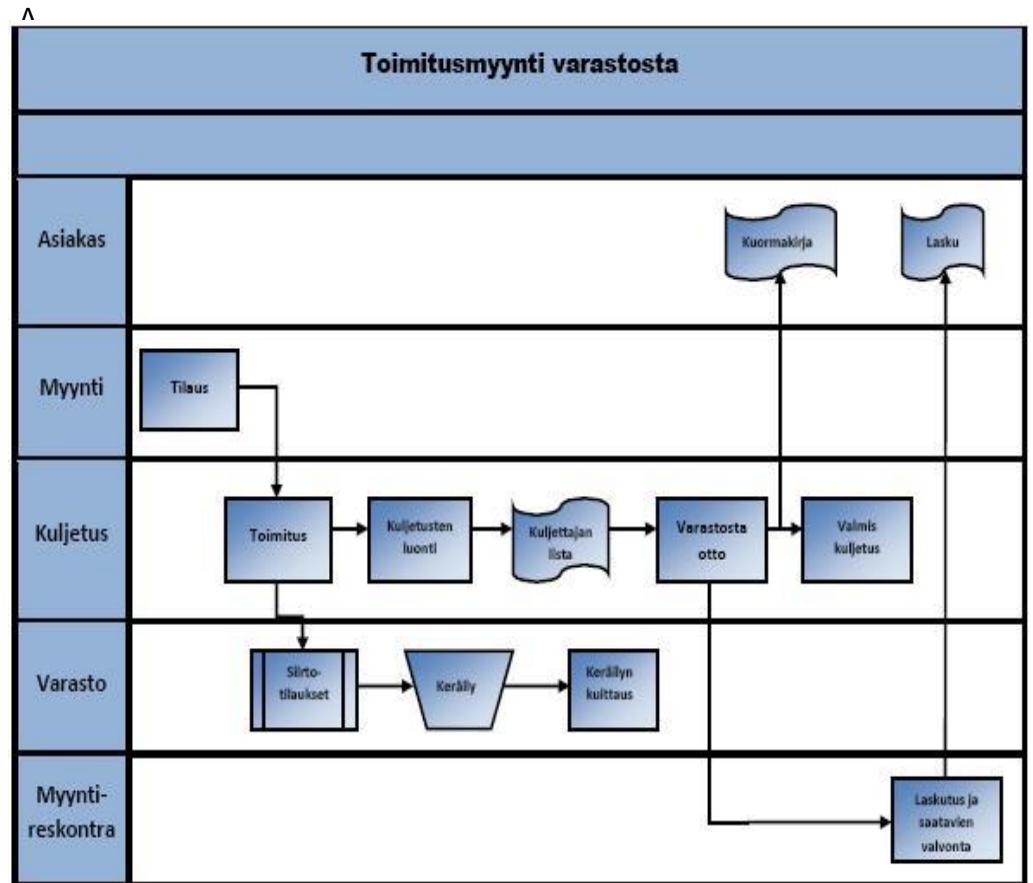 ^
Toimitusmyynti varastosta
Asiakas
Kuormakirja
Lasku
Myynti
Tilaus
Kuljetus
Toimitus
Kuljetusten
luonti
Kuljettajan
lista
Varastosta
otto
Valmis
kuljetus
Varasto
Siirto-
tilaukset
Keräily
Keräilyn
kuittaus
Myynti-
reskontra
Laskutus ja
saatavien
valvonta